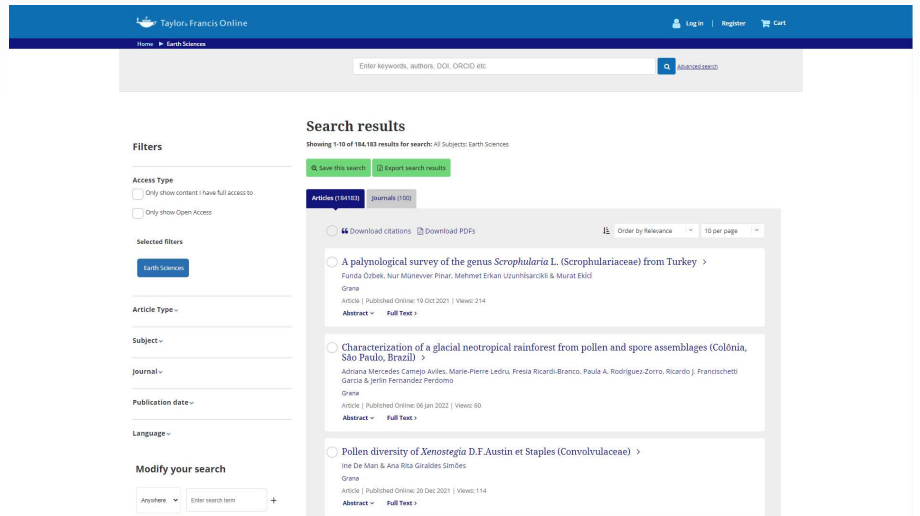 Taylor & Francis Online
Log in | Register Cart
Home Earth Sciences
Enter keywords, authors, DOI, ORCID etc
Advanced search
Search results
Showing 1-10 of 184,183 results for search: All Subjects: Earth Sciences
Filters
Save this search Export search results
Access Type
Only show content I have full access to
Only show Open Access
Selected filters
Earth Sciences
Article Type
Subject
Journal
Publication date
Language
Modify your search
Anywhere Enter search term +
Articles (184183) Journals (100)
Download citations Download PDFs
Order by Relevance 10 per page
A palynological survey of the genus Scrophularia L. (Scrophulariaceae) from Turkey >
Funda Özbek, Nur Münevver Pinar, Mehmet Erkan Uzunhi̇sarcikli & Murat Eki̇ci̇
Grana
Article | Published Online: 19 Oct 2021 | Views: 214
Abstract Full Text >
Characterization of a glacial neotropical rainforest from pollen and spore assemblages (Colônia,
São Paulo, Brazil) >
Adriana Mercedes Camejo Aviles, Marie-Pierre Ledru, Fresia Ricardi-Branco, Paula A. Rodríguez-Zorro, Ricardo J. Francischetti
Garcia & Jerlin Fernandez Perdomo
Grana
Article | Published Online: 06 Jan 2022 | Views: 60
Abstract Full Text >
Pollen diversity of Xenostegia D.F.Austin et Staples (Convolvulaceae) >
Ine De Man & Ana Rita Giraldes Simões
Grana
Article | Published Online: 20 Dec 2021 | Views: 114
Abstract Full Text >